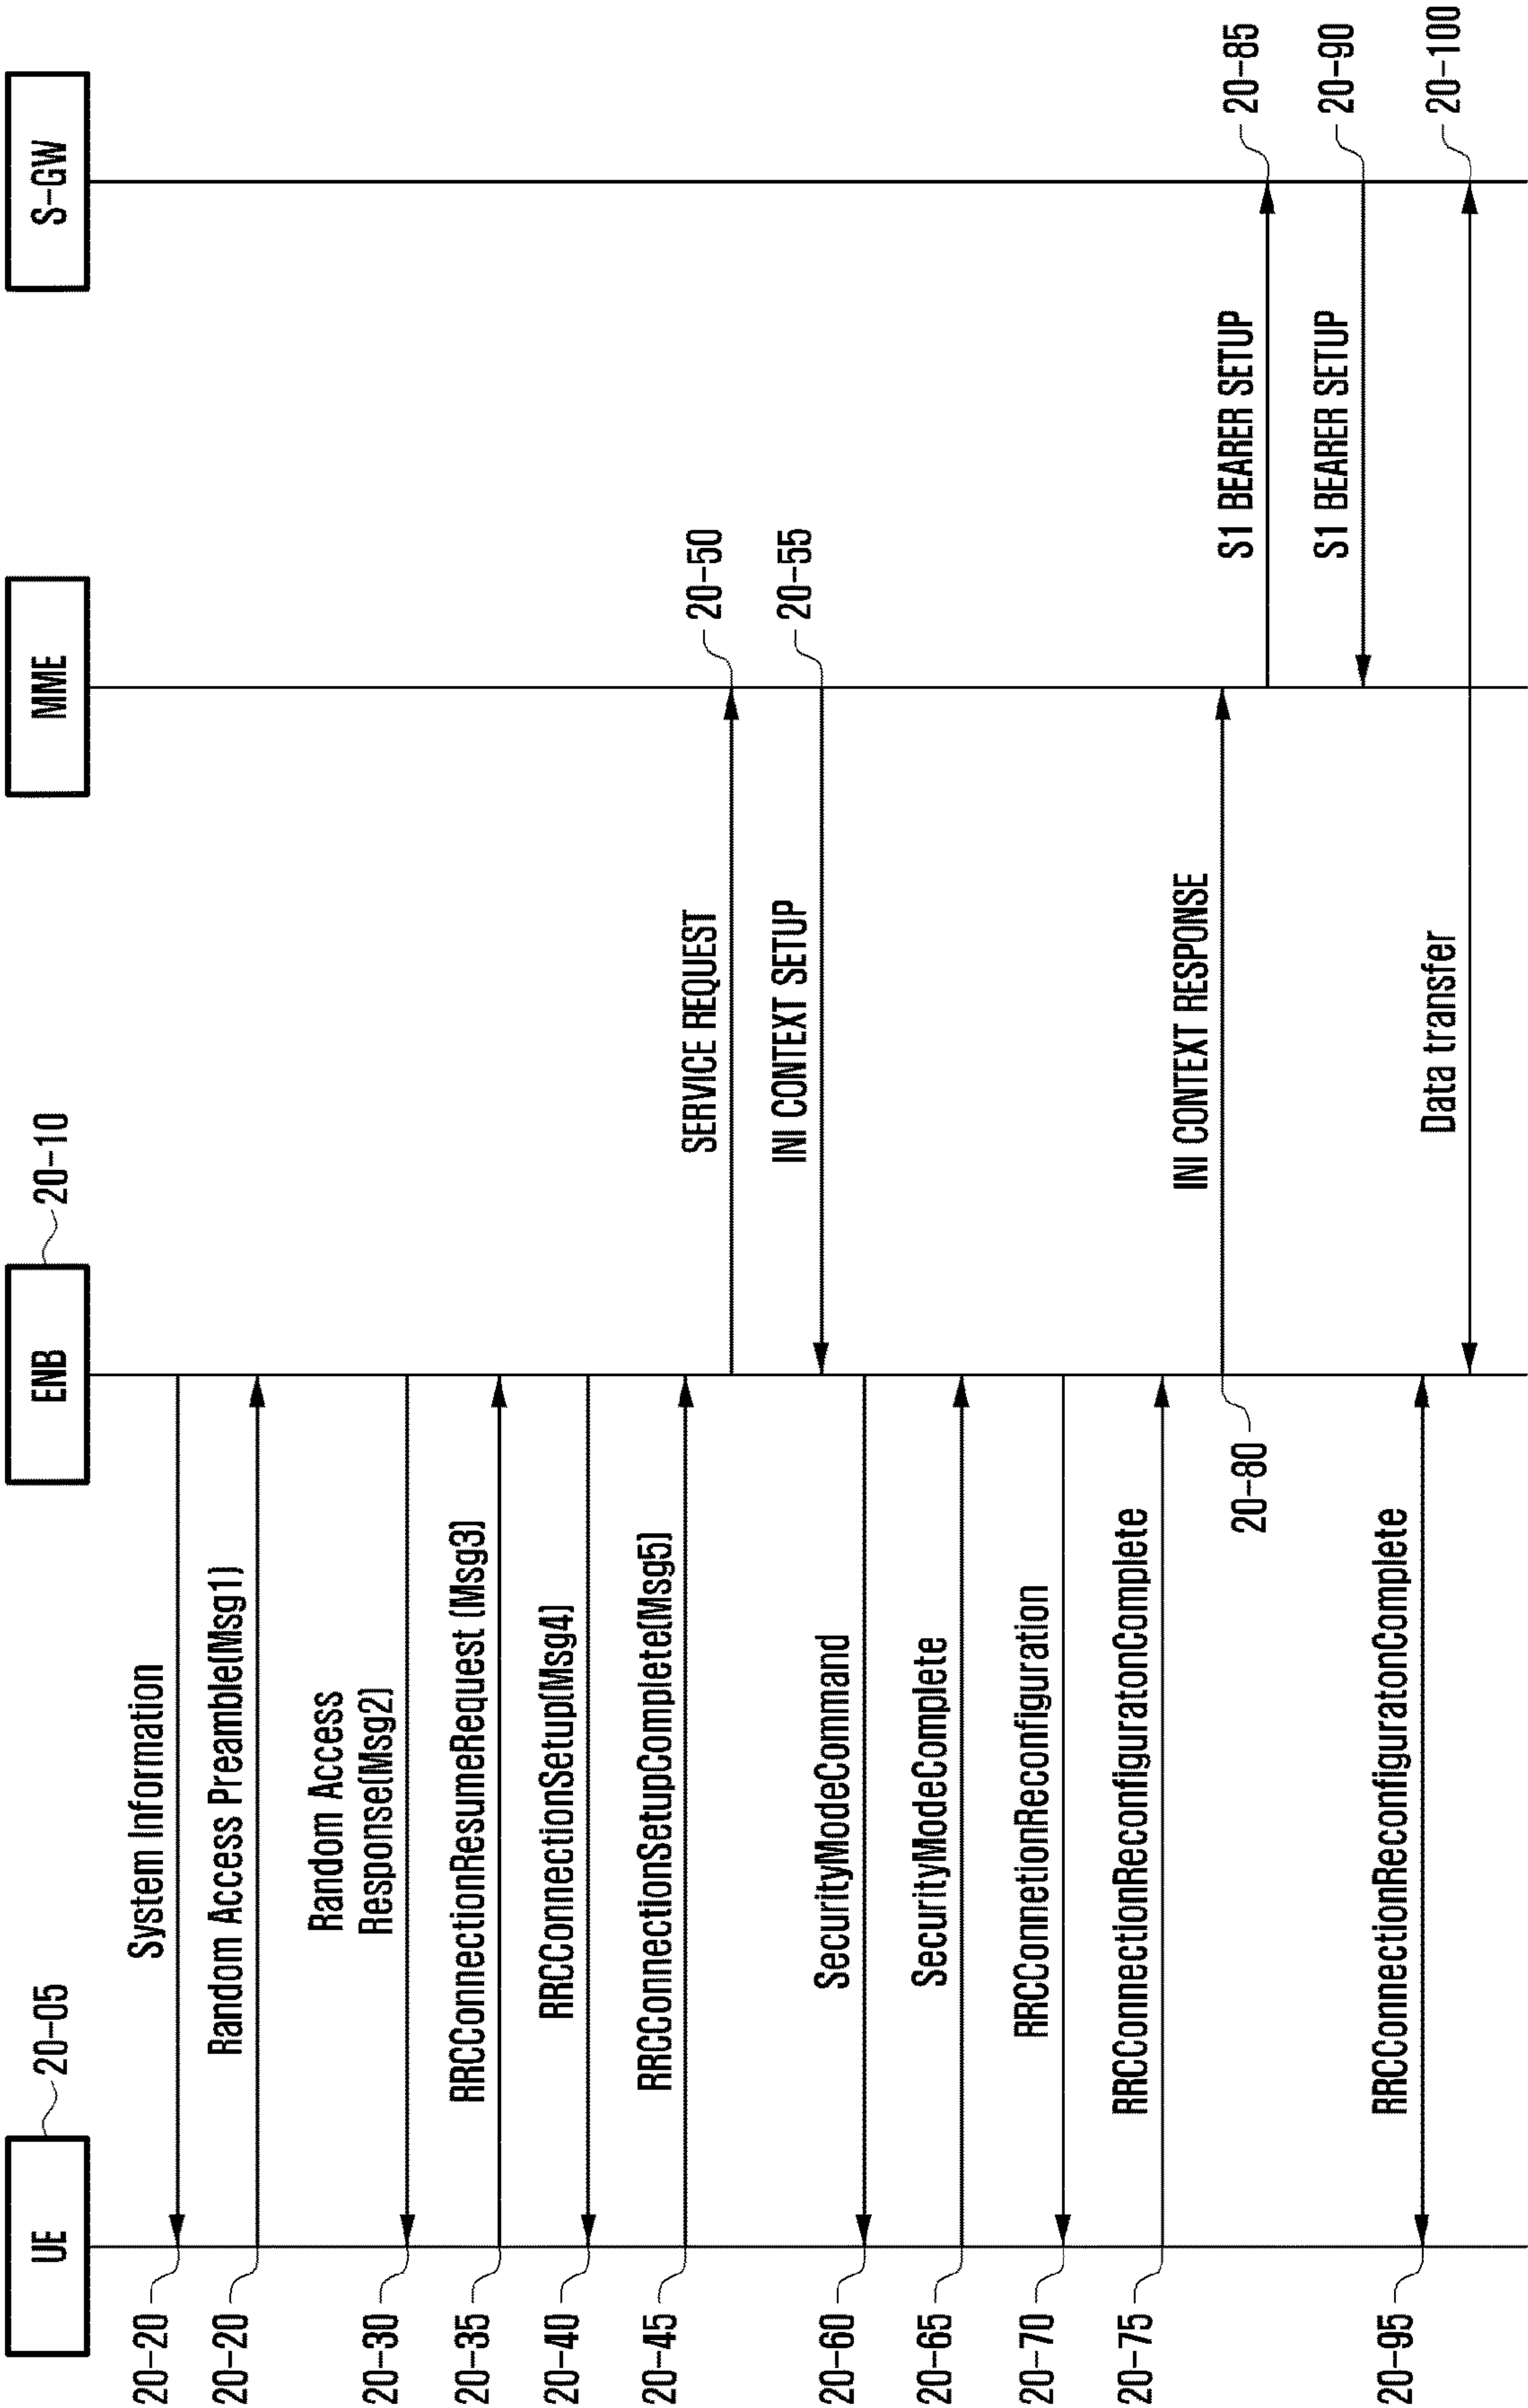 UE
20-05
ENB
20-10
MME
S-GW
20-20
System Information
20-20
Random Access Preamble(Msg1)
20-30
Random Access
Response(Msg2)
20-35
RRCConnectionResumeRequest (Msg3)
20-40
RRCConnectionSetup(Msg4)
20-45
RRCConnectionSetupComplete(Msg5)
SERVICE REQUEST
20-50
INI CONTEXT SETUP
20-55
20-60
SecurityModeCommand
20-65
SecurityModeComplete
20-70
RRCConnetionReconfiguration
20-75
RRCConnectionReconfiguratonComplete
20-80
INI CONTEXT RESPONSE
S1 BEARER SETUP
20-85
S1 BEARER SETUP
20-90
20-95
RRCConnectionReconfiguratonComplete
Data transfer
20-100